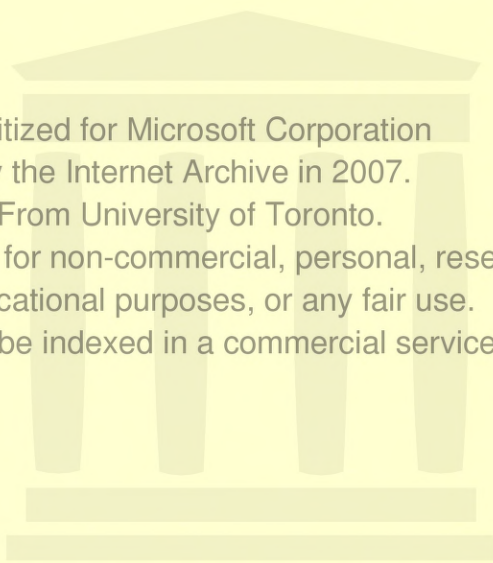 itized for Microsoft Corporation
the Internet Archive in 2007.
From University of Toronto.
for non-commercial, personal, rese
cational purposes, or any fair use.
be indexed in a commercial service